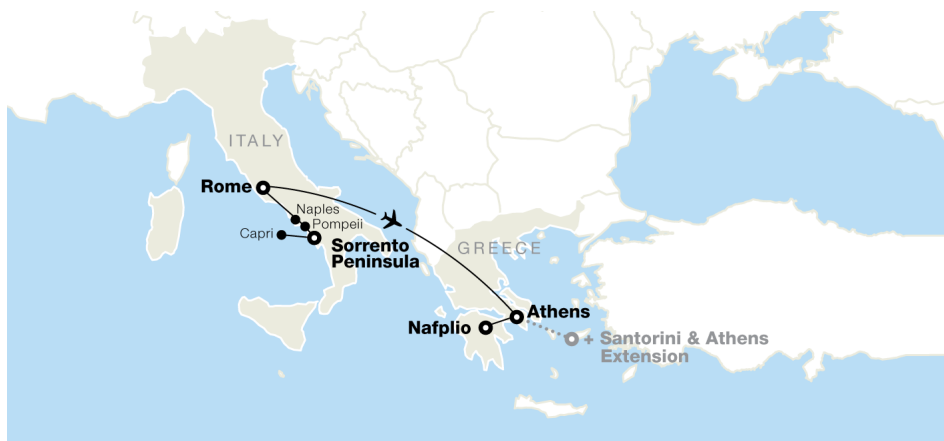 ITALY
Rome
Naples
Pompeii
Capri
Sorrento
Peninsula
GREECE
Athens
Nafplio
+ Santorini & Athens
Extension